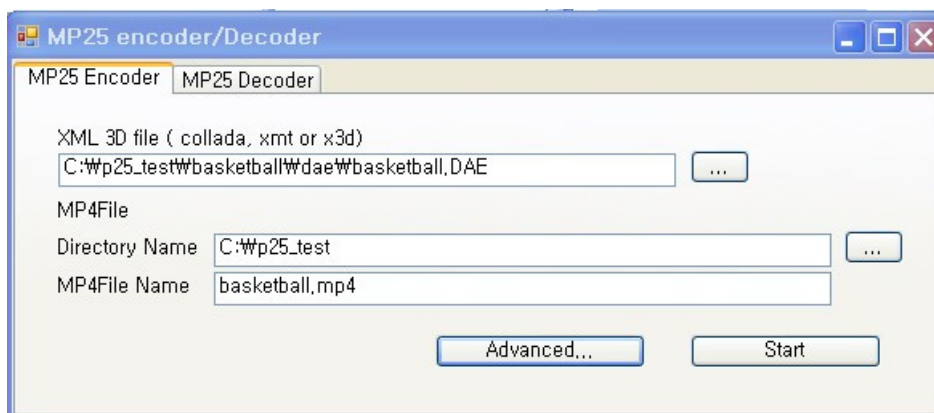 MP25 encoder/Decoder
MP25 Encoder MP25 Decoder
XML 3D file ( collada, xmt or x3d)
C:₩p25_test₩basketball₩dae₩basketball,DAE ...
MP4File
Directory Name C:₩p25_test ...
MP4File Name basketball,mp4
Advanced,,, Start